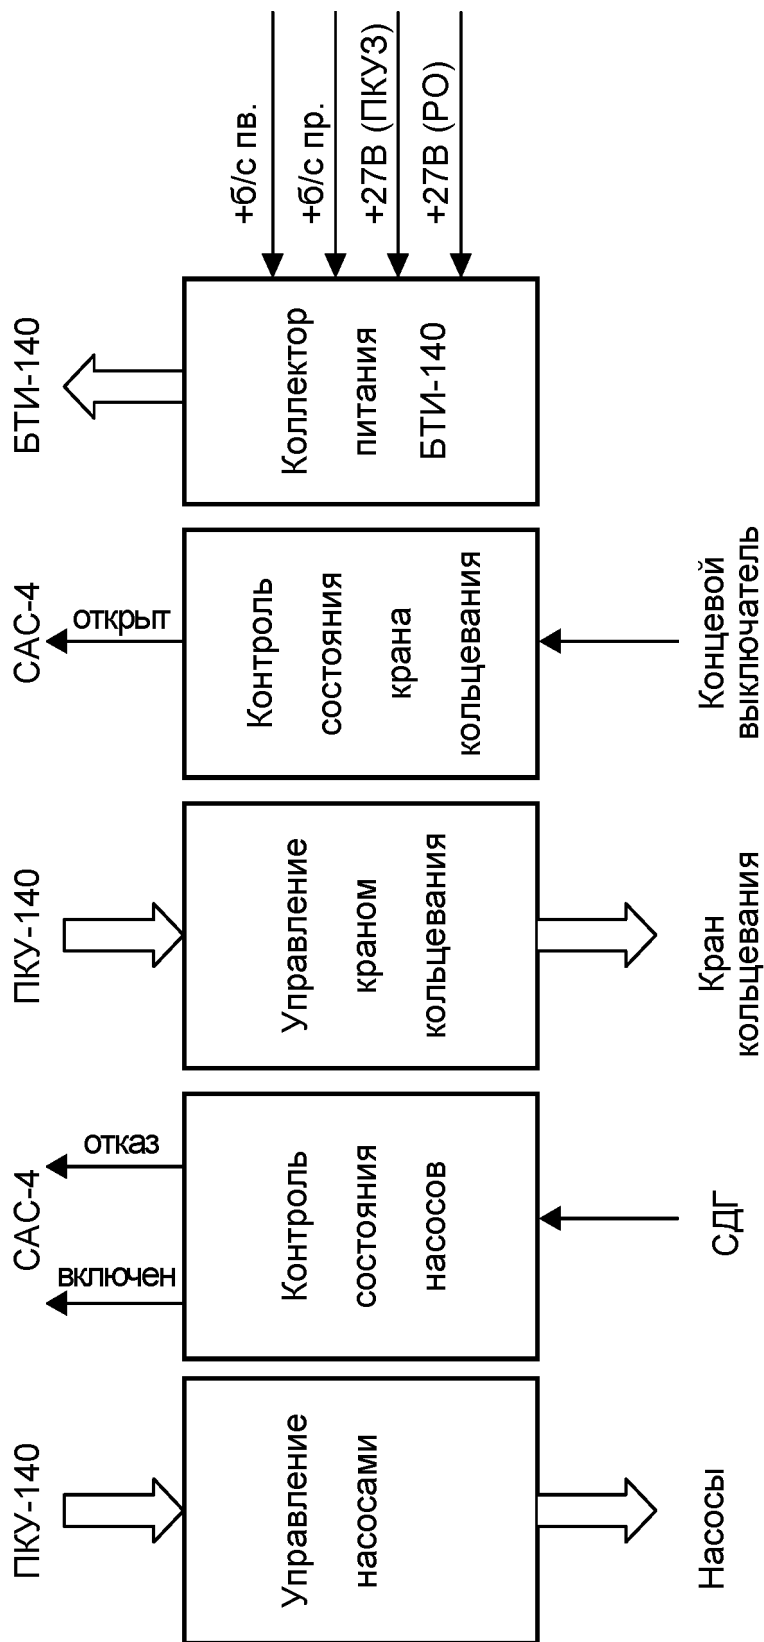 ПКУ-140
Управление
насосами
Насосы
САС-4
включен
отказ
Контроль
состояния
насосов
СДГ
ПКУ-140
Управление
краном
кольцевания
Кран
кольцевания
САС-4
открыт
Контроль
состояния
крана
кольцевания
Концевой
выключатель
БТИ-140
Коллектор
питания
БТИ-140
+б/с пв.
+б/с пр.
+27В (ПКУ3)
+27В (РО)